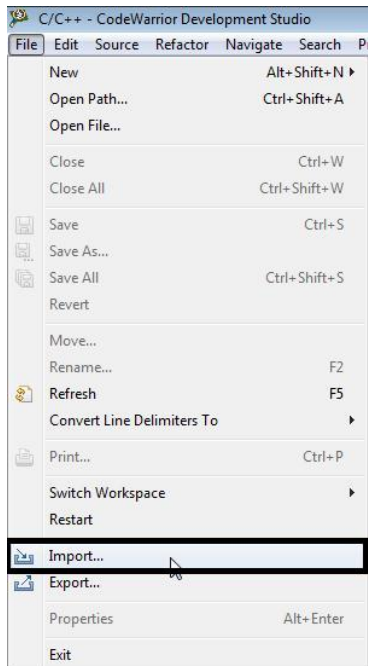 C/C++ - CodeWarrior Development Studio
File Edit Source Refactor Navigate Search
New Alt+Shift+N
Open Path... Ctrl+Shift+A
Open File...
Close Ctrl+W
Close All Ctrl+Shift+W
Save Ctrl+S
Save As...
Save All Ctrl+Shift+S
Revert
Move...
Rename... F2
Refresh F5
Convert Line Delimiters To
Print... Ctrl+P
Switch Workspace
Restart
Import...
Export...
Properties Alt+Enter
Exit